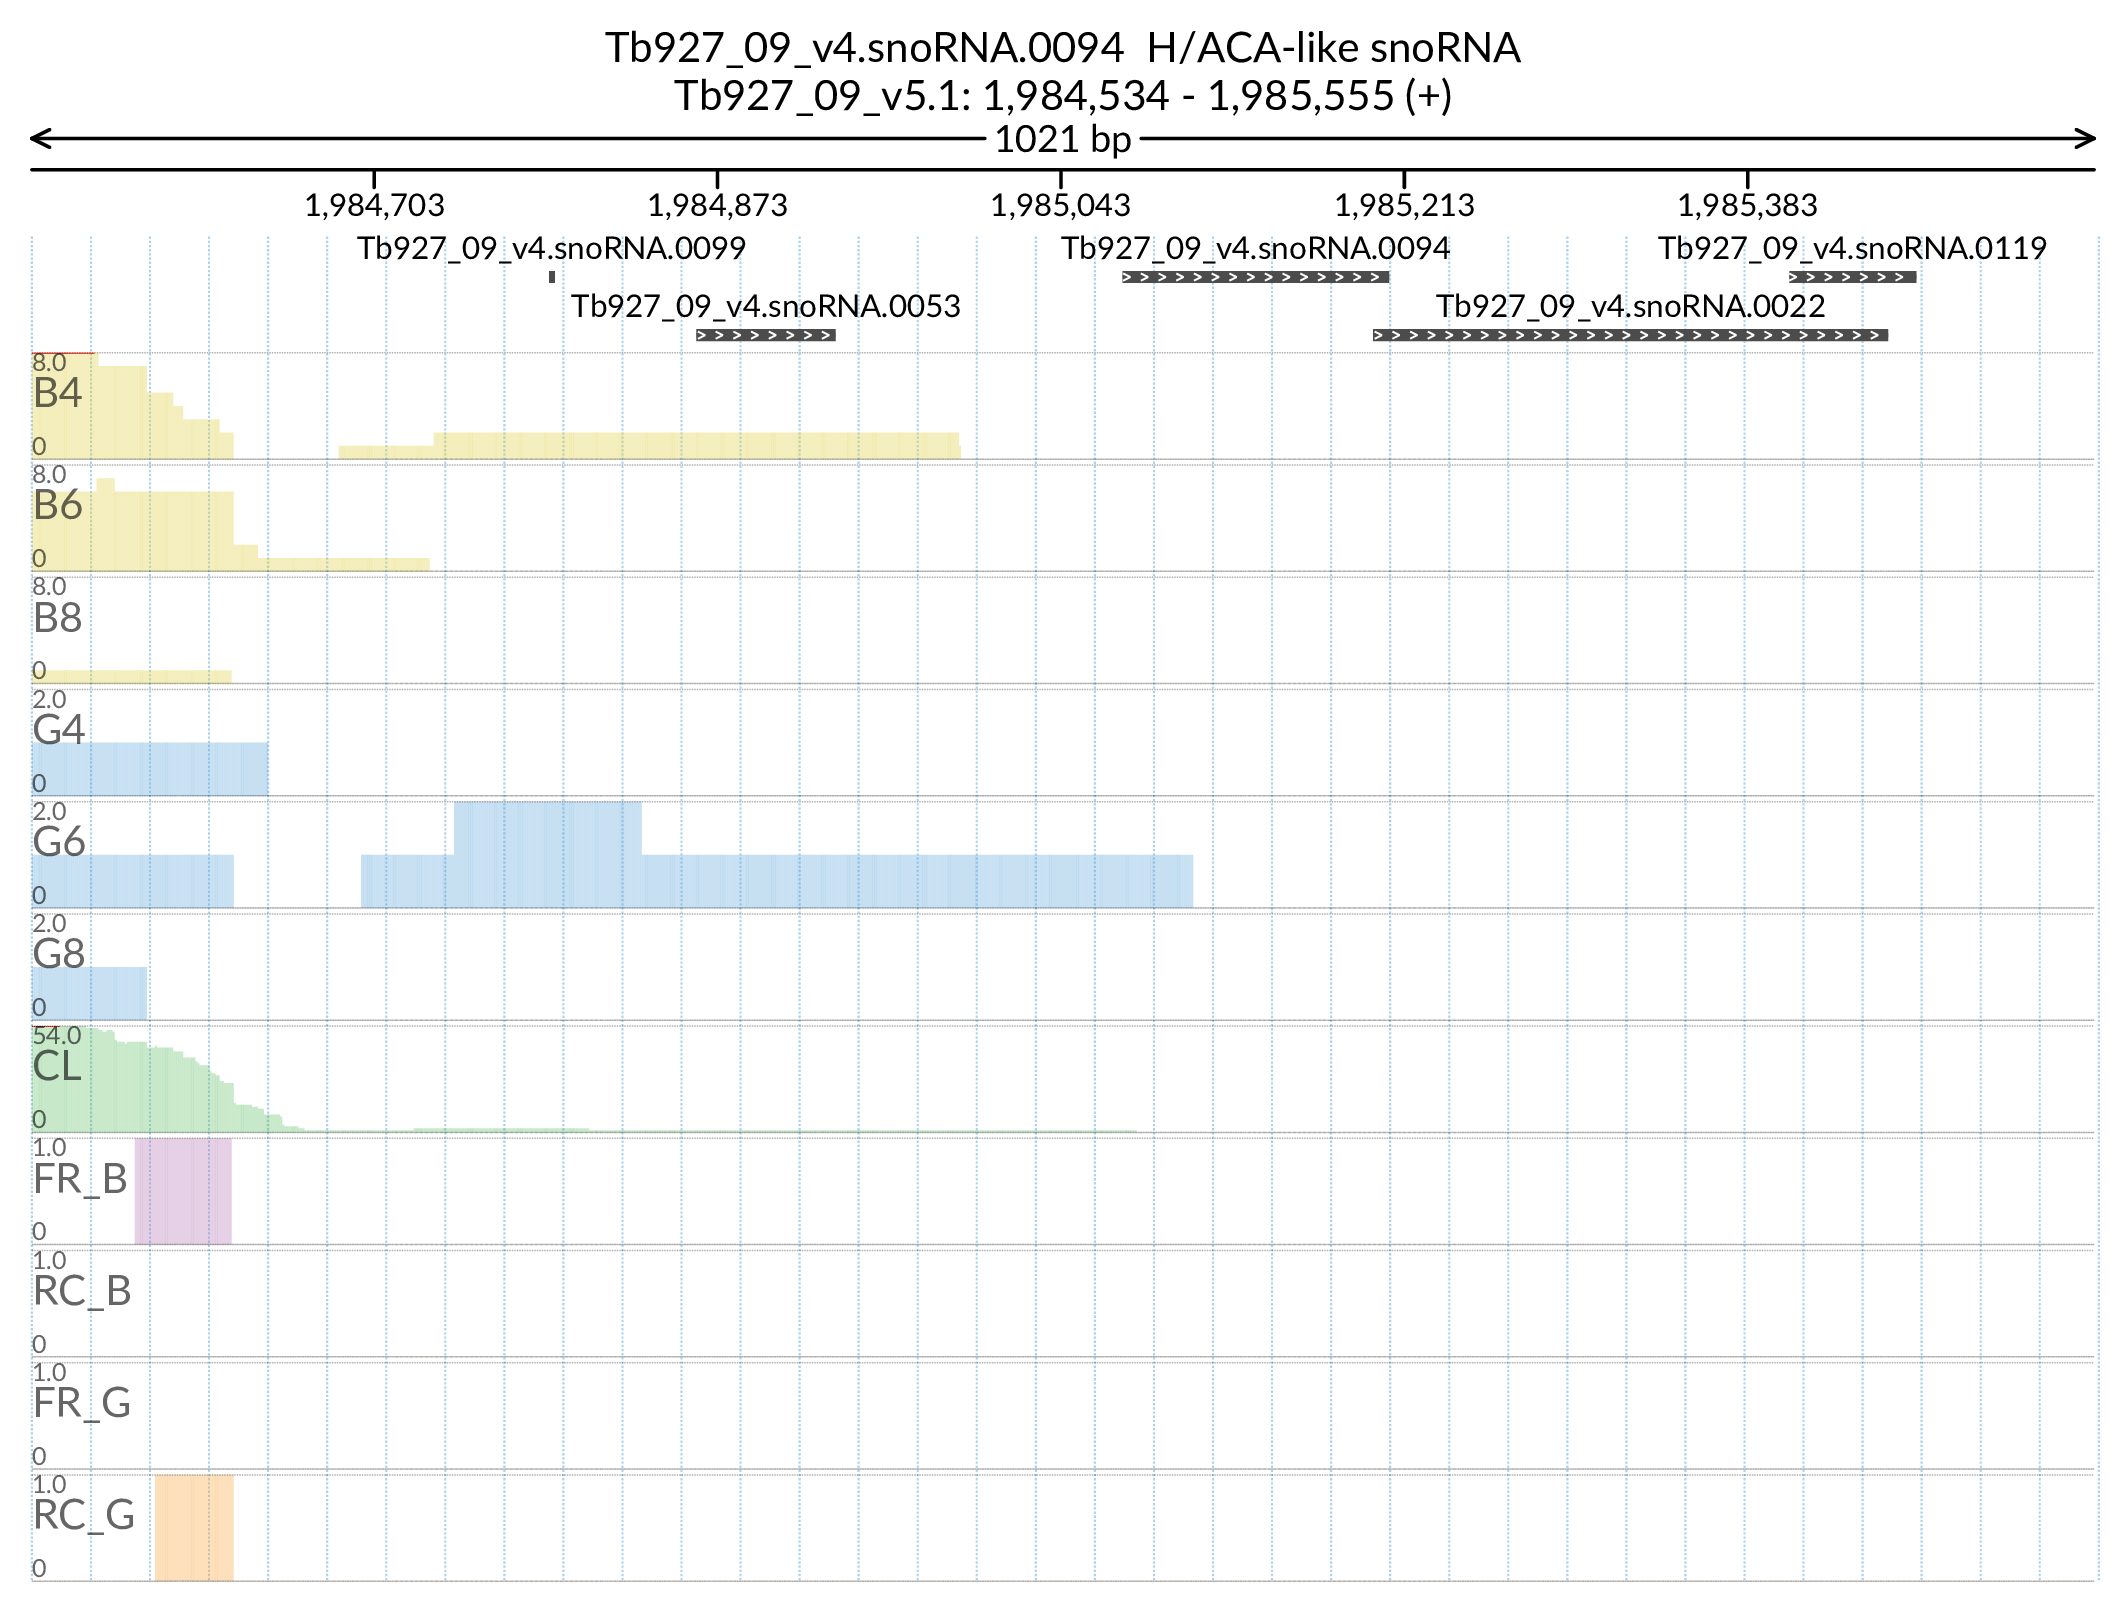 Tb927_09_v4.snoRNA.0094 H/ACA-like snoRNA
Tb927_09_v5.1: 1,984,534 - 1,985,555 (+)
1021 bp
1,984,703 1,984,873 1,985,043 1,985,213 1,985,383
Tb927_09_v4.snoRNA.0099 Tb927_09_v4.snoRNA.0094 Tb927_09_v4.snoRNA.0119
Tb927_09_v4.snoRNA.0053 Tb927_09_v4.snoRNA.0022
8.0
B4
0
8.0
B6
0
8.0
B8
0
2.0
G4
0
2.0
G6
0
2.0
G8
0
54.0
CL
0
1.0
FR_B
0
1.0
RC_B
0
1.0
FR_G
0
1.0
RC_G
0